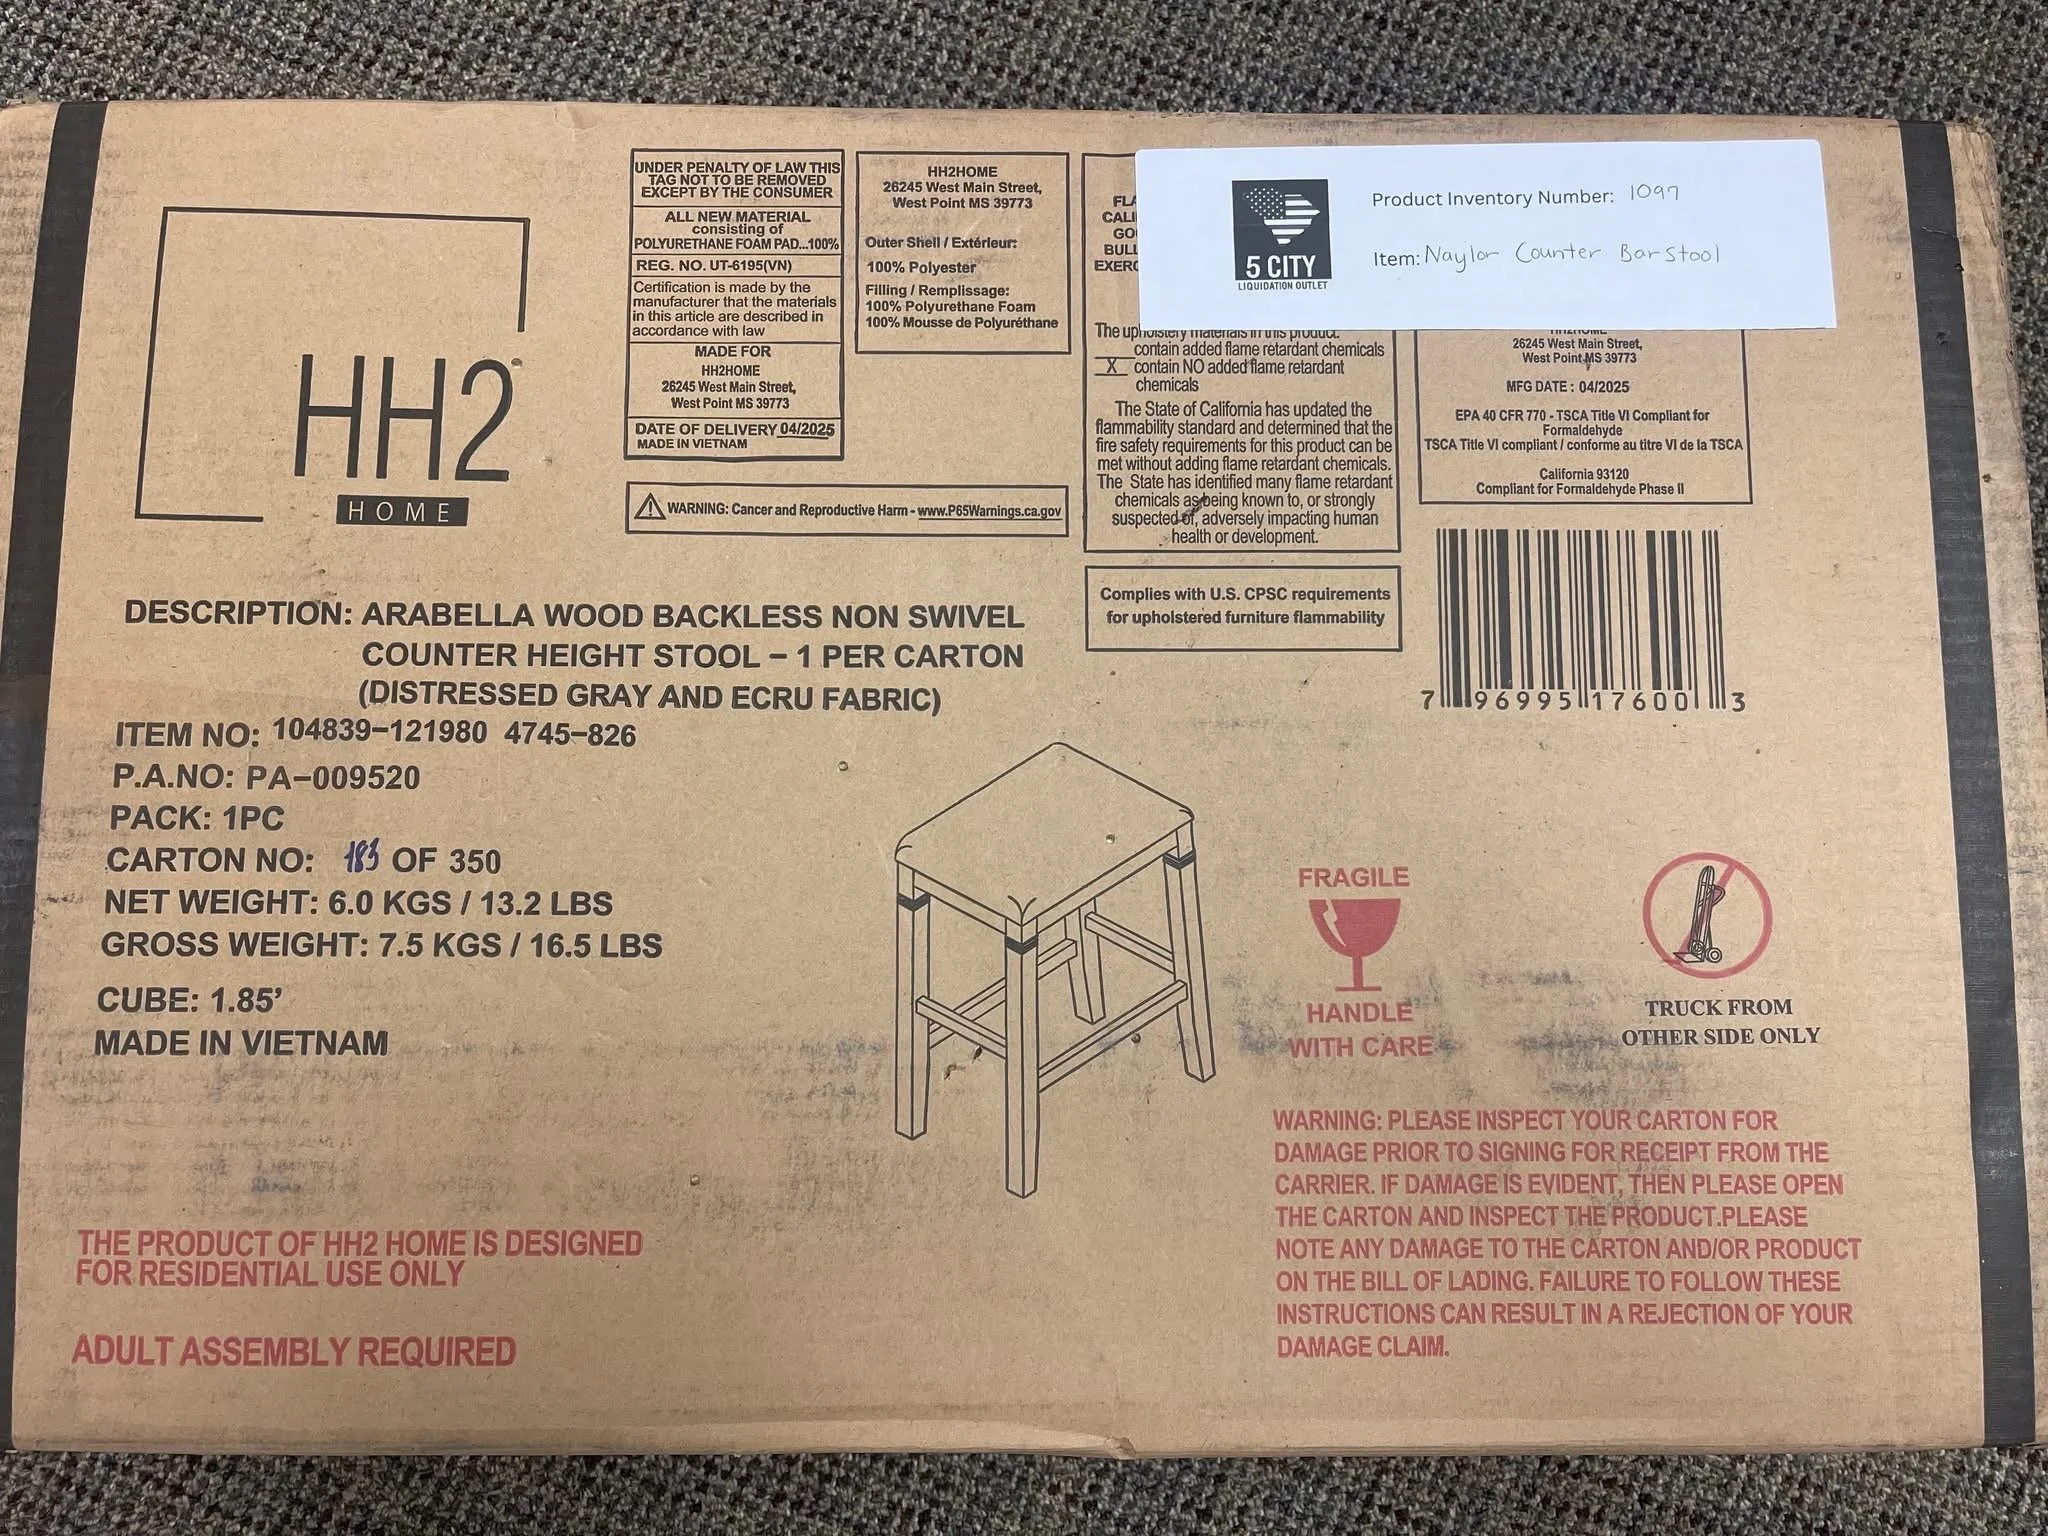 HH2
HOME
UNDER PENALTY OF LAW THIS
TAG NOT TO BE REMOVED
EXCEPT BY THE CONSUMER
ALL NEW MATERIAL
consisting of
POLYURETHANE FOAM PAD...100%
REG. NO. UT-6195(VN)
Certification is made by the
manufacturer that the materials
in this article are described in
accordance with law
MADE FOR
HH2HOME
26245 West Main Street,
West Point MS 39773
DATE OF DELIVERY 04/2025
MADE IN VIETNAM
HH2HOME
26245 West Main Street,
West Point MS 39773
Outer Shell / Extérieur:
100% Polyester
Filling / Remplissage:
100% Polyurethane Foam
100% Mousse de Polyuréthane
WARNING: Cancer and Reproductive Harm - www.P65Warnings.ca.gov
5 CITY
LIQUIDATION OUTLET
Product Inventory Number: 1097
Item: Naylor Counter Bar Stool
The upholstery materials in this product:
contain added flame retardant chemicals
X contain NO added flame retardant
chemicals
The State of California has updated the
flammability standard and determined that the
fire safety requirements for this product can be
met without adding flame retardant chemicals.
The State has identified many flame retardant
chemicals as being known to, or strongly
suspected of, adversely impacting human
health or development.
Complies with U.S. CPSC requirements
for upholstered furniture flammability
HH2HOME
26245 West Main Street,
West Point MS 39773
MFG DATE : 04/2025
EPA 40 CFR 770 - TSCA Title VI Compliant for
Formaldehyde
TSCA Title VI compliant / conforme au titre VI de la TSCA
California 93120
Compliant for Formaldehyde Phase II
7 96995 17600 3
DESCRIPTION: ARABELLA WOOD BACKLESS NON SWIVEL
COUNTER HEIGHT STOOL – 1 PER CARTON
(DISTRESSED GRAY AND ECRU FABRIC)
ITEM NO: 104839-121980 4745-826
P.A.NO: PA-009520
PACK: 1PC
CARTON NO: 183 OF 350
NET WEIGHT: 6.0 KGS / 13.2 LBS
GROSS WEIGHT: 7.5 KGS / 16.5 LBS
CUBE: 1.85'
MADE IN VIETNAM
THE PRODUCT OF HH2 HOME IS DESIGNED
FOR RESIDENTIAL USE ONLY
ADULT ASSEMBLY REQUIRED
FRAGILE
HANDLE
WITH CARE
TRUCK FROM
OTHER SIDE ONLY
WARNING: PLEASE INSPECT YOUR CARTON FOR
DAMAGE PRIOR TO SIGNING FOR RECEIPT FROM THE
CARRIER. IF DAMAGE IS EVIDENT, THEN PLEASE OPEN
THE CARTON AND INSPECT THE PRODUCT.PLEASE
NOTE ANY DAMAGE TO THE CARTON AND/OR PRODUCT
ON THE BILL OF LADING. FAILURE TO FOLLOW THESE
INSTRUCTIONS CAN RESULT IN A REJECTION OF YOUR
DAMAGE CLAIM.